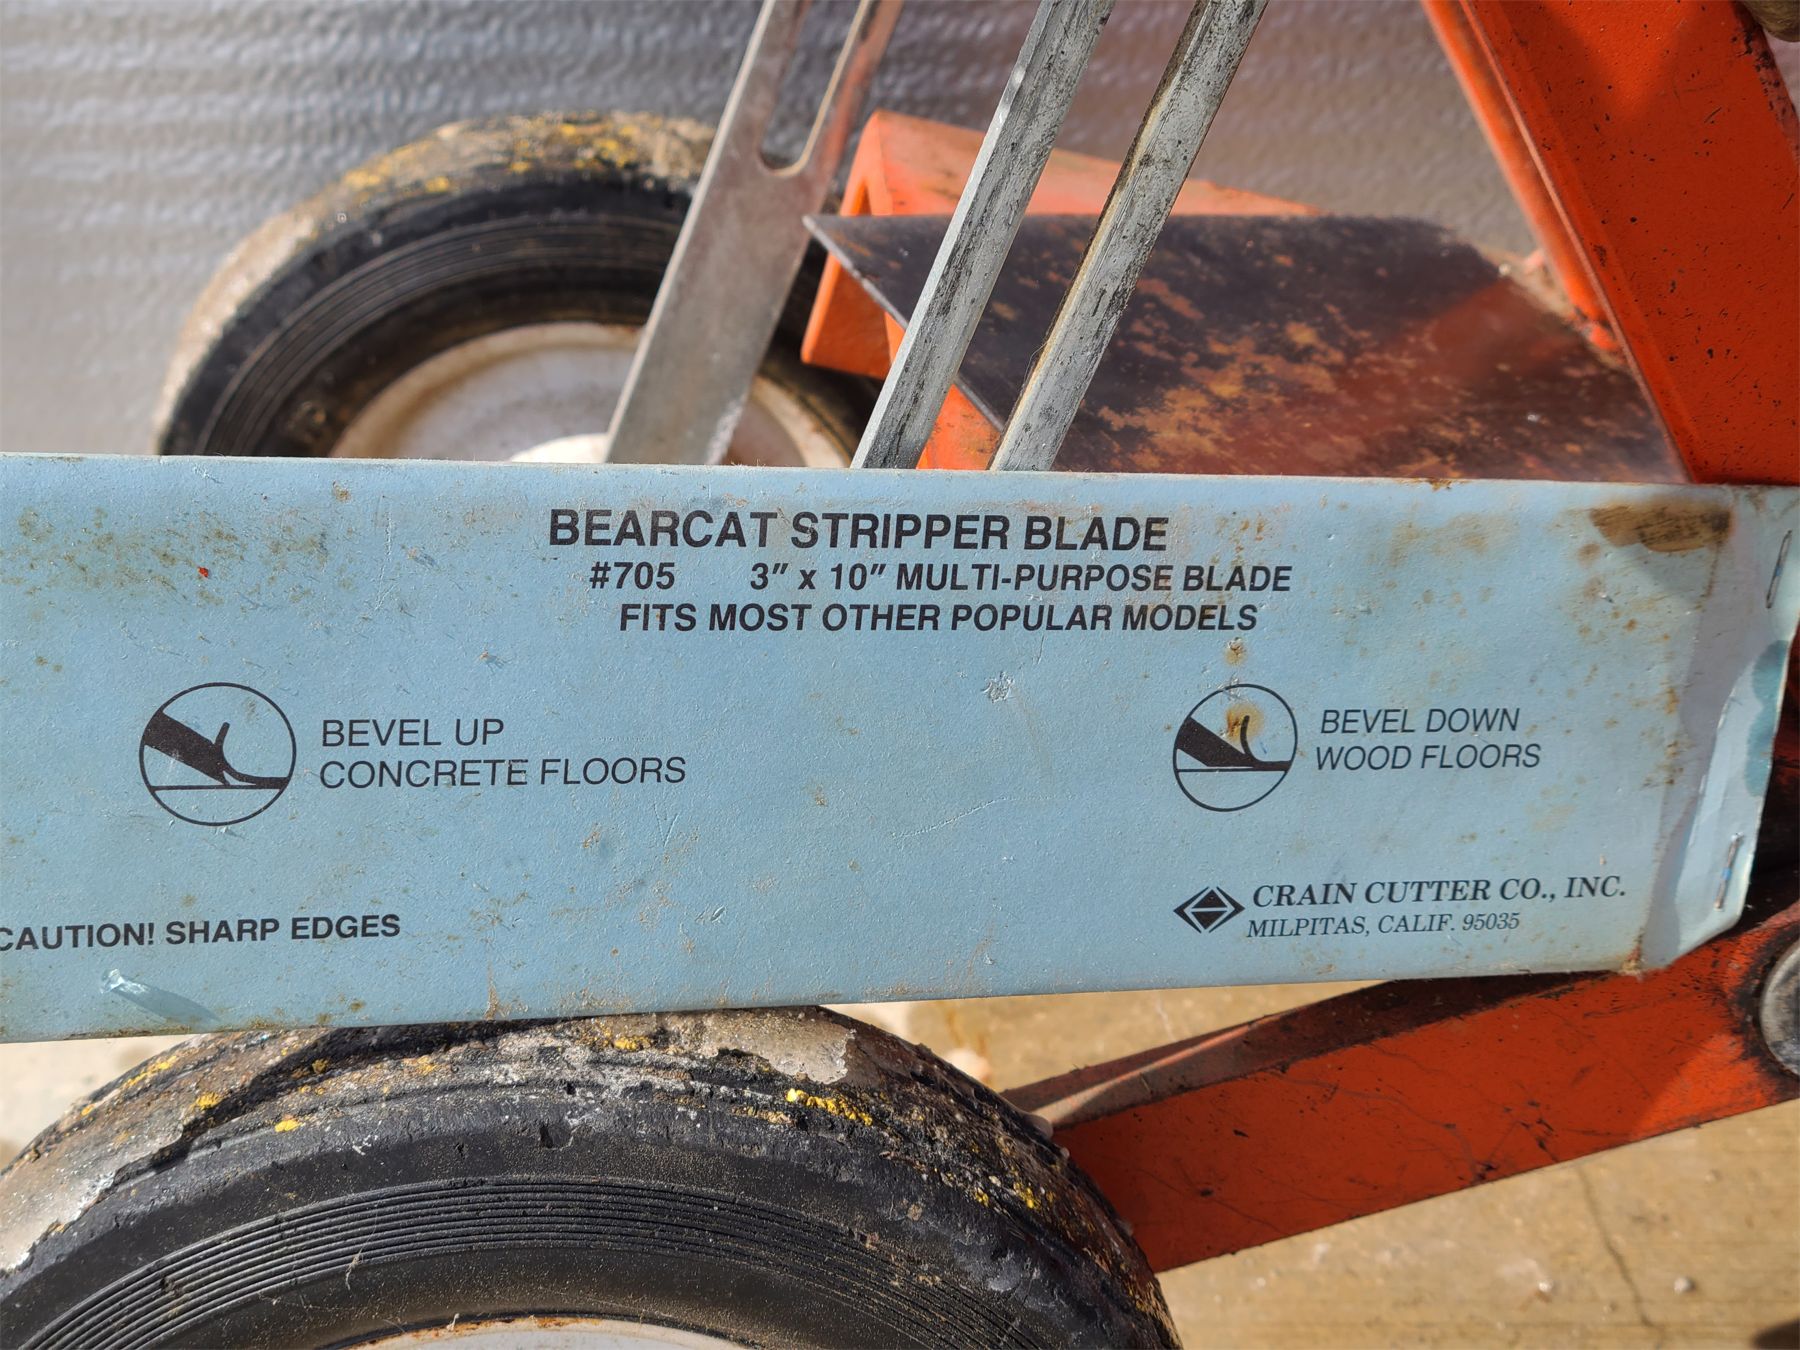 BEARCAT STRIPPER BLADE
#705 3" x 10" MULTI-PURPOSE BLADE
FITS MOST OTHER POPULAR MODELS
BEVEL UP
CONCRETE FLOORS
BEVEL DOWN
WOOD FLOORS
CAUTION! SHARP EDGES
CRAIN CUTTER CO., INC.
MILPITAS, CALIF. 95035